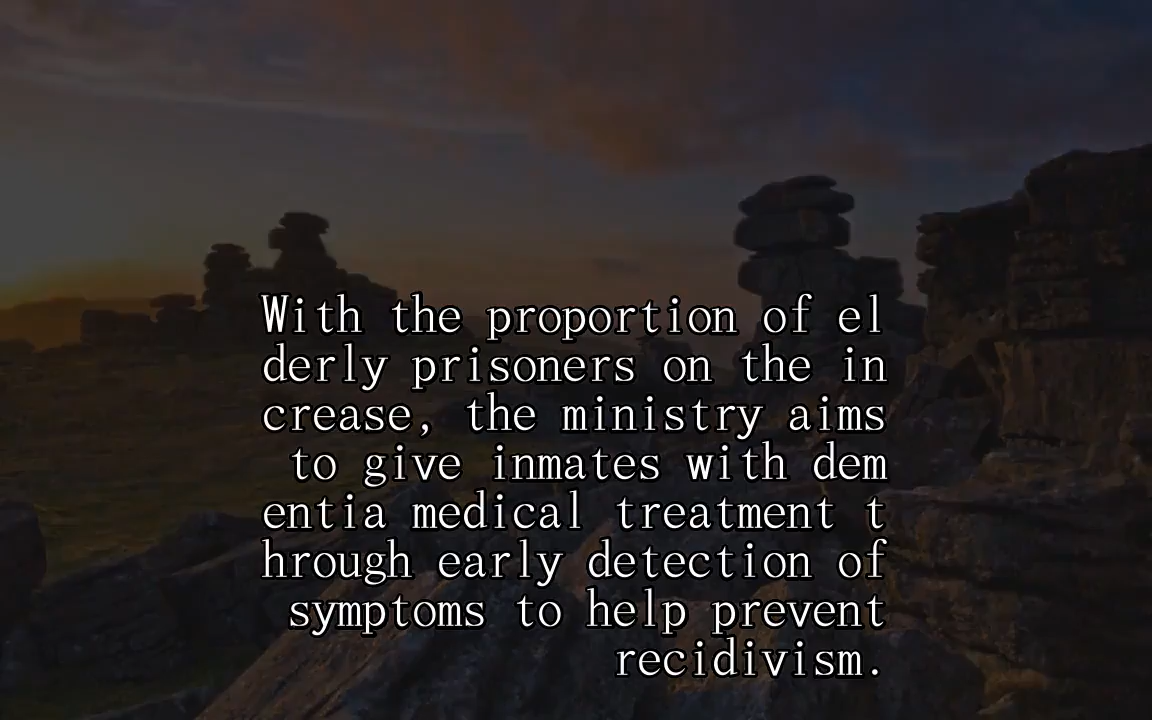 With the proportion of el
derly prisoners on the in
crease, the ministry aims
to give inmates with dem
entia medical treatment t
hrough early detection of
symptoms to help prevent
recidivism.